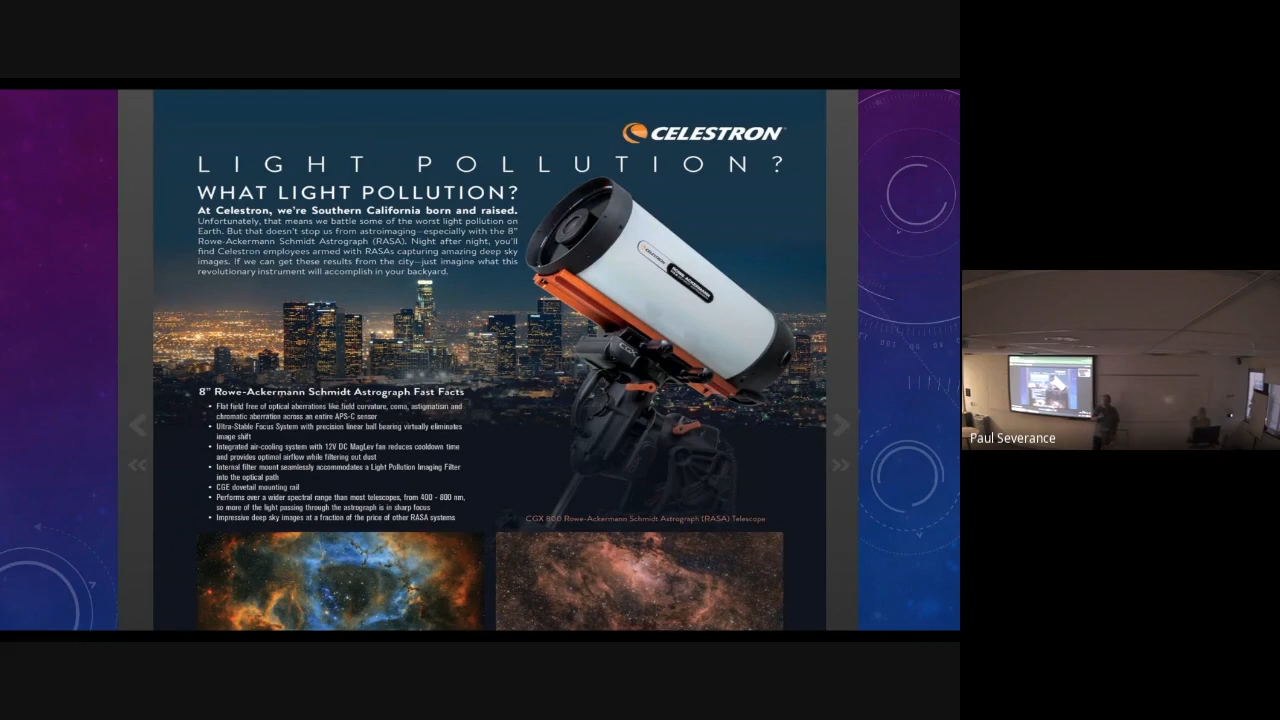 CELESTRON
LIGHT POLLUTION?
WHAT LIGHT POLLUTION?
At Celestron, we're Southern California born and raised.
Unfortunately, that means we battle some of the worst light pollution on
Earth. But that doesn't stop us from astroimaging—especially with the 8"
Rowe-Ackermann Schmidt Astrograph (RASA). Night after night, you'll
find Celestron employees armed with RASAs capturing amazing deep sky
images. If we can get these results from the city—just imagine what this
revolutionary instrument will accomplish in your backyard.
CELESTRON
ROWE-ACKERMANN
CGX
8" Rowe-Ackermann Schmidt Astrograph Fast Facts
• Flat field free of optical aberrations like field curvature, coma, astigmatism and
chromatic aberration across an entire APS-C sensor
• Ultra-Stable Focus System with precision linear ball bearing virtually eliminates
image shift
• Integrated air-cooling system with 12V DC MagLev fan reduces cooldown time
and provides optimal airflow while filtering out dust
• Internal filter mount seamlessly accommodates a Light Pollution Imaging Filter
into the optical path
• CGE dovetail mounting rail
• Performs over a wider spectral range than most telescopes, from 400 - 800 nm,
so more of the light passing through the astrograph is in sharp focus
• Impressive deep sky images at a fraction of the price of other RASA systems
CGX 800 Rowe-Ackermann Schmidt Astrograph (RASA) Telescope
Paul Severance